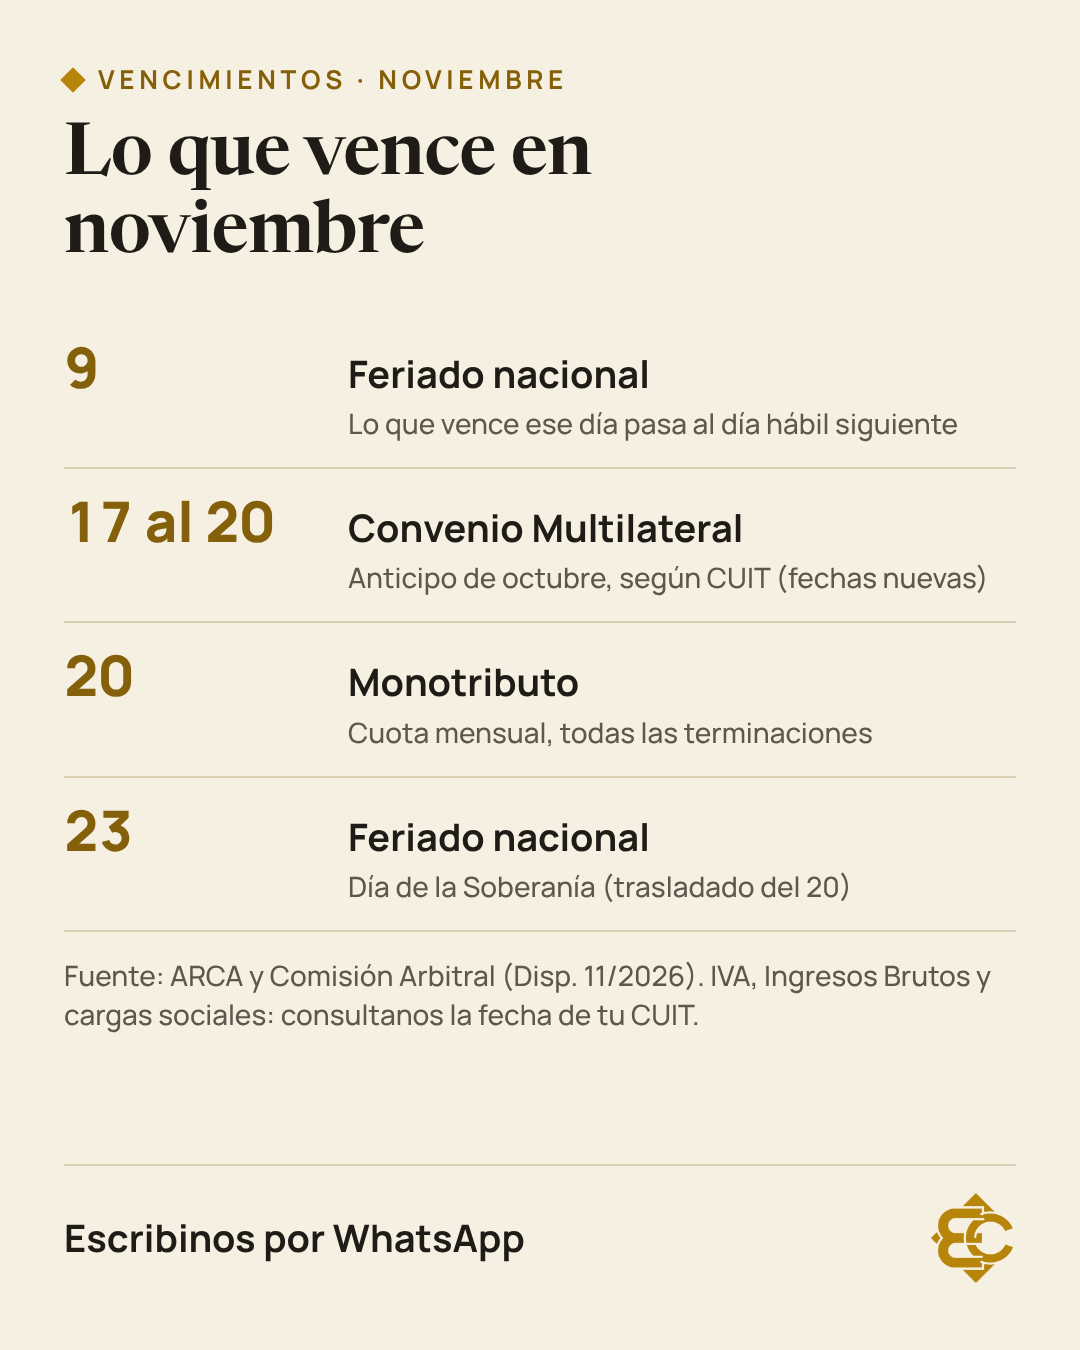 VENCIMIENTOS · NOVIEMBRE
Lo que vence en
noviembre
9
Feriado nacional
Lo que vence ese día pasa al día hábil siguiente
17 al 20
Convenio Multilateral
Anticipo de octubre, según CUIT (fechas nuevas)
20
Monotributo
Cuota mensual, todas las terminaciones
23
Feriado nacional
Día de la Soberanía (trasladado del 20)
Fuente: ARCA y Comisión Arbitral (Disp. 11/2026). IVA, Ingresos Brutos y
cargas sociales: consultanos la fecha de tu CUIT.
Escribinos por WhatsApp
EC